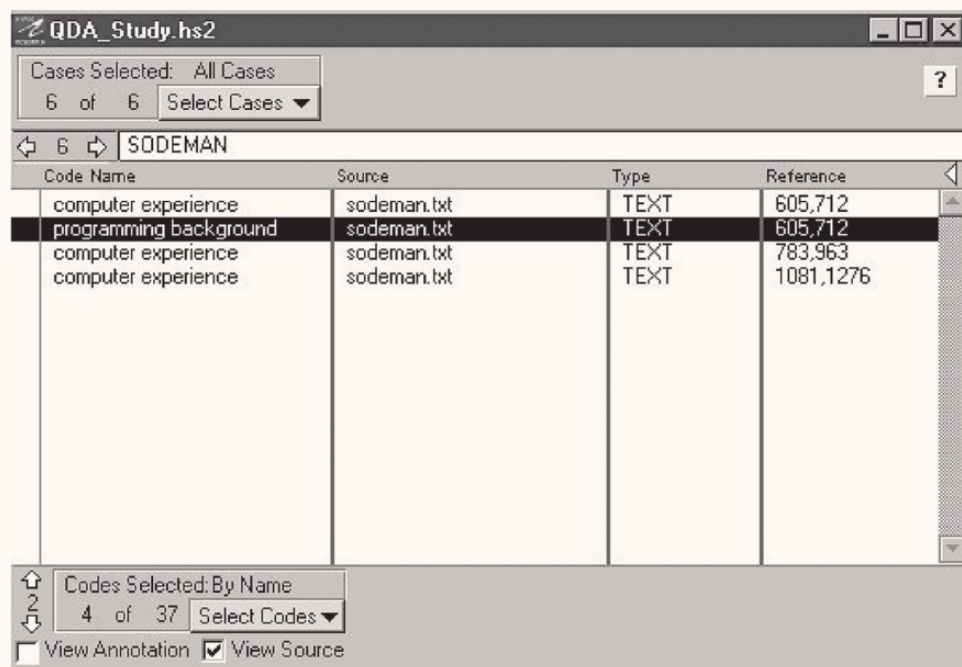 QDA_Study.hs2
Cases Selected: All Cases
6 of 6 Select Cases
?
6 SODEMAN
Code Name Source Type Reference
computer experience sodeman.txt TEXT 605,712
programming background sodeman.txt TEXT 605,712
computer experience sodeman.txt TEXT 783,963
computer experience sodeman.txt TEXT 1081,1276
Codes Selected: By Name
2
4 of 37 Select Codes
View Annotation View Source